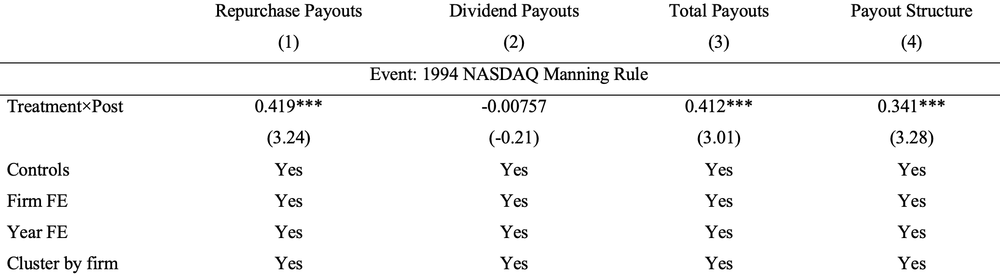 Repurchase Payouts Dividend Payouts Total Payouts Payout Structure
(1) (2) (3) (4)
Event: 1994 NASDAQ Manning Rule
Treatment×Post 0.419*** -0.00757 0.412*** 0.341***
(3.24) (-0.21) (3.01) (3.28)
Controls Yes Yes Yes Yes
Firm FE Yes Yes Yes Yes
Year FE Yes Yes Yes Yes
Cluster by firm Yes Yes Yes Yes